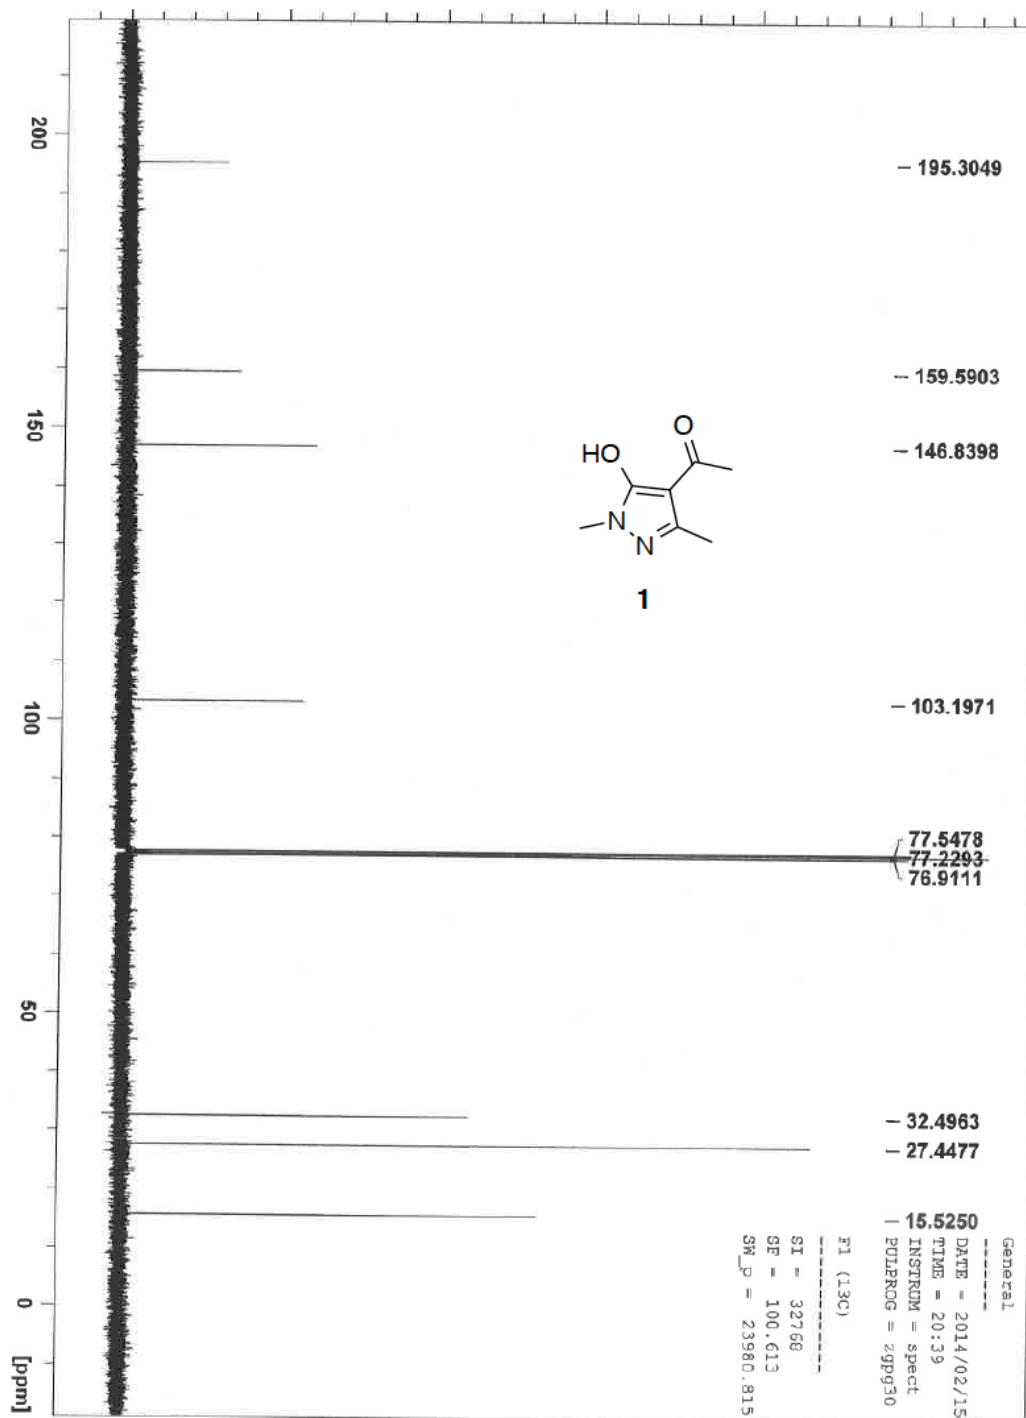 195.3049
159.5903
146.8398
103.1971
77.5478
77.2293
76.9111
32.4963
27.4477
15.5250
O
HO
N
N
1
200
150
100
50
0
[ppm]
General
-------
DATE = 2014/02/15
TIME = 20:39
INSTRUM = spect
PULPROG = zgpg30
F1 (13C)
-----------
SI = 32768
SF = 100.613
SW_p = 23980.815